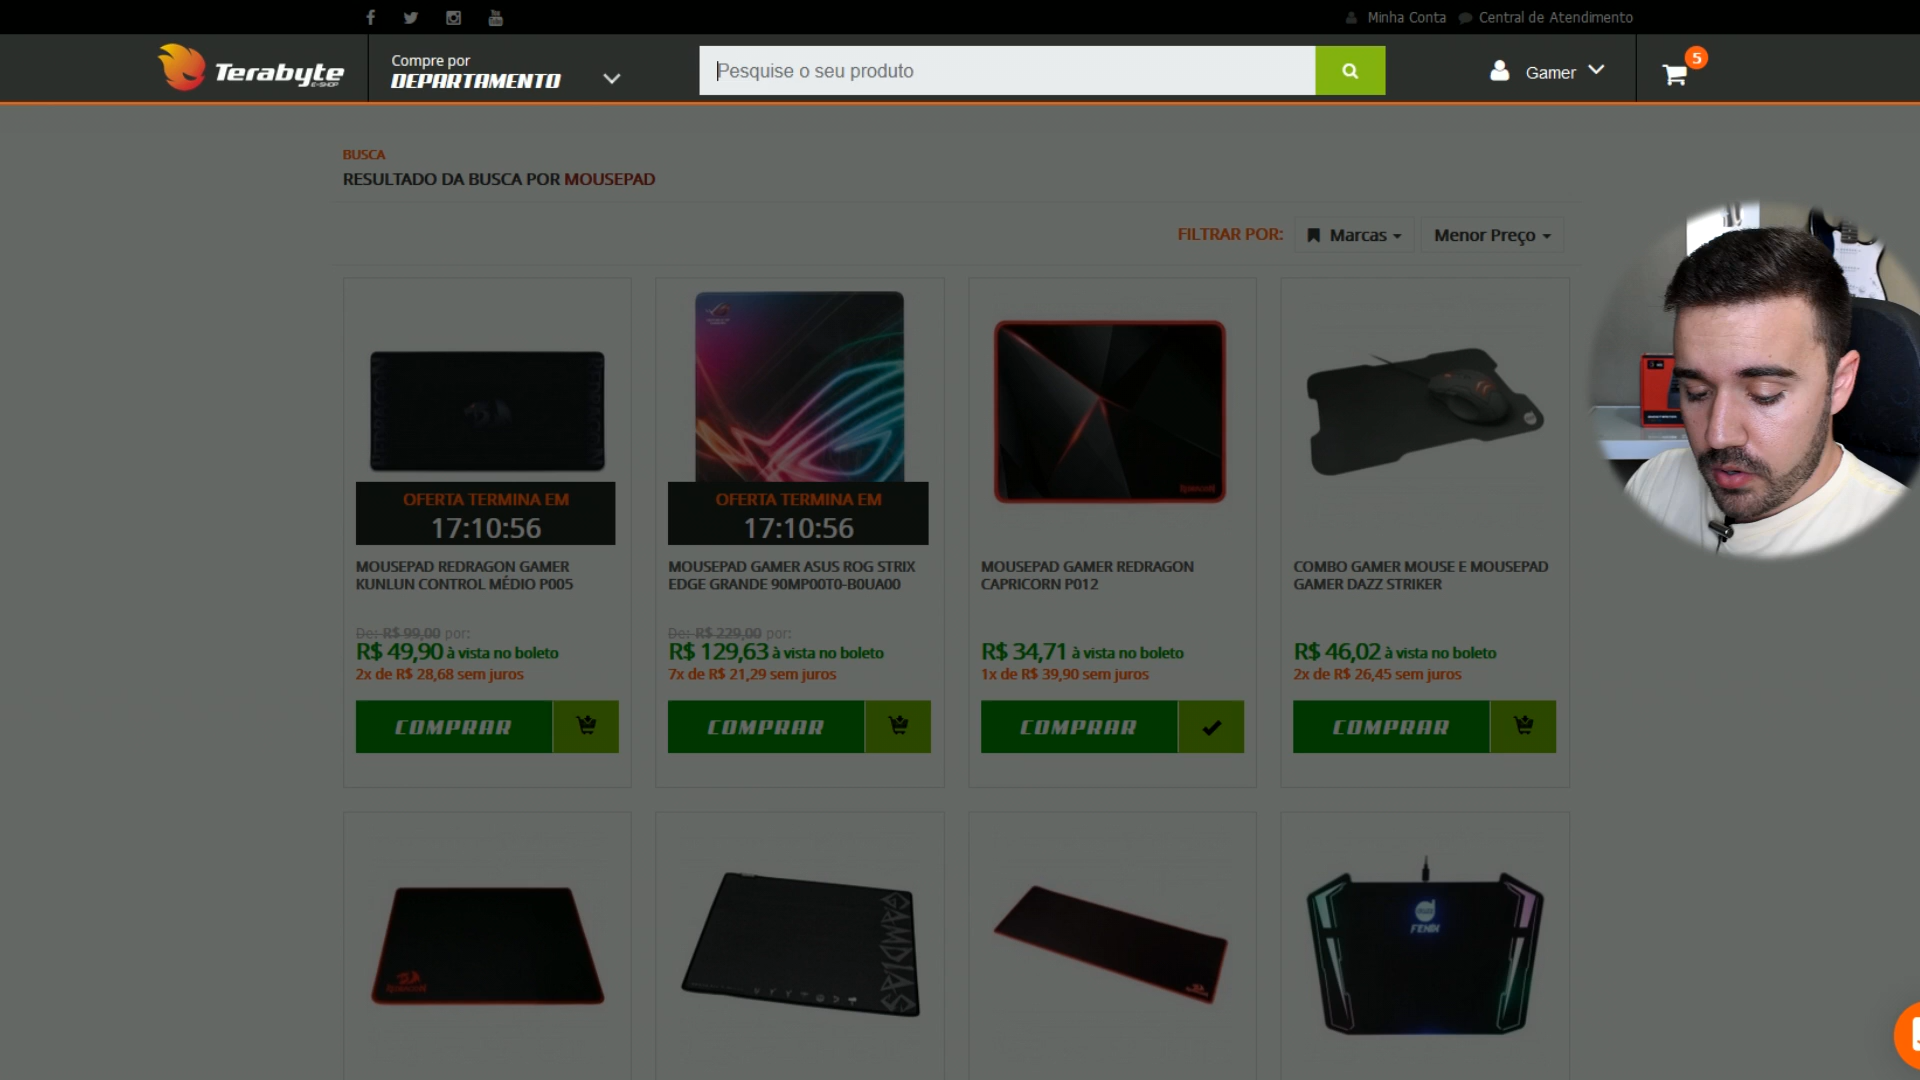 Minha Conta
Central de Atendimento
Terabyte
E-SHOP
Compre por
DEPARTAMENTO
Pesquise o seu produto
Gamer
5
BUSCA
RESULTADO DA BUSCA POR MOUSEPAD
FILTRAR POR:
Marcas
Menor Preço
OFERTA TERMINA EM
17:10:56
MOUSEPAD REDRAGON GAMER
KUNLUN CONTROL MÉDIO P005
De: R$ 99,00 por:
R$ 49,90 à vista no boleto
2x de R$ 28,68 sem juros
COMPRAR
OFERTA TERMINA EM
17:10:56
MOUSEPAD GAMER ASUS ROG STRIX
EDGE GRANDE 90MP00T0-B0UA00
De: R$ 229,00 por:
R$ 129,63 à vista no boleto
7x de R$ 21,29 sem juros
COMPRAR
MOUSEPAD GAMER REDRAGON
CAPRICORN P012
R$ 34,71 à vista no boleto
1x de R$ 39,90 sem juros
COMPRAR
COMBO GAMER MOUSE E MOUSEPAD
GAMER DAZZ STRIKER
R$ 46,02 à vista no boleto
2x de R$ 26,45 sem juros
COMPRAR
GAMDIAS
FENIX